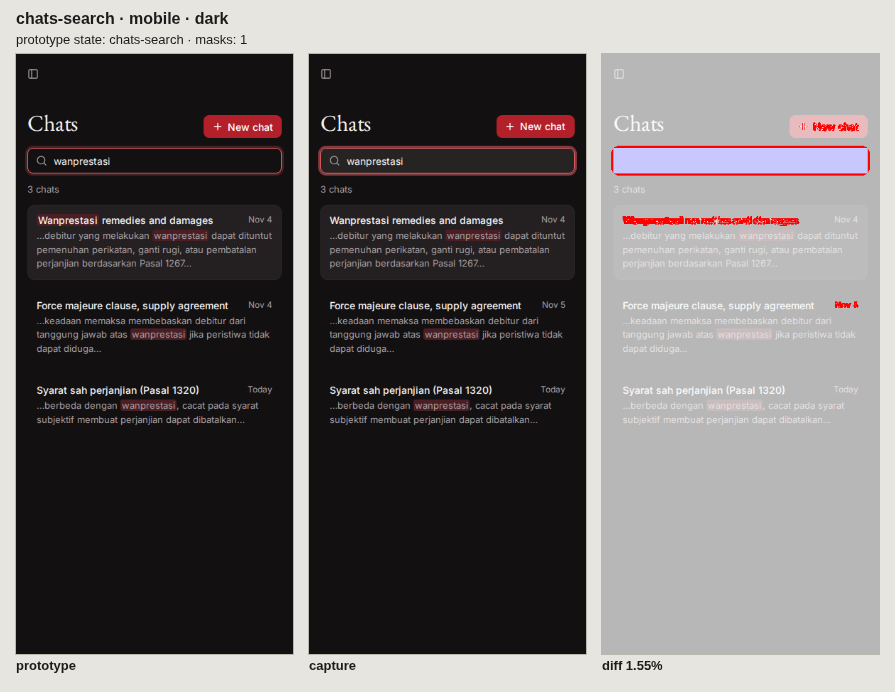 chats-search · mobile · dark
prototype state: chats-search · masks: 1
Chats
+ New chat
wanprestasi
3 chats
Wanprestasi remedies and damages
Nov 4
...debitur yang melakukan wanprestasi dapat dituntut
pemenuhan perikatan, ganti rugi, atau pembatalan
perjanjian berdasarkan Pasal 1267...
Force majeure clause, supply agreement
Nov 4
...keadaan memaksa membebaskan debitur dari
tanggung jawab atas wanprestasi jika peristiwa tidak
dapat diduga...
Syarat sah perjanjian (Pasal 1320)
Today
...berbeda dengan wanprestasi, cacat pada syarat
subjektif membuat perjanjian dapat dibatalkan...
prototype
Chats
+ New chat
wanprestasi
3 chats
Wanprestasi remedies and damages
Nov 4
...debitur yang melakukan wanprestasi dapat dituntut
pemenuhan perikatan, ganti rugi, atau pembatalan
perjanjian berdasarkan Pasal 1267...
Force majeure clause, supply agreement
Nov 5
...keadaan memaksa membebaskan debitur dari
tanggung jawab atas wanprestasi jika peristiwa tidak
dapat diduga...
Syarat sah perjanjian (Pasal 1320)
Today
...berbeda dengan wanprestasi, cacat pada syarat
subjektif membuat perjanjian dapat dibatalkan...
capture
Chats
3 chats
Nov 4
...debitur yang melakukan wanprestasi dapat dituntut
pemenuhan perikatan, ganti rugi, atau pembatalan
perjanjian berdasarkan Pasal 1267...
Force majeure clause, supply agreement
...keadaan memaksa membebaskan debitur dari
tanggung jawab atas wanprestasi jika peristiwa tidak
dapat diduga...
Syarat sah perjanjian (Pasal 1320)
Today
...berbeda dengan wanprestasi, cacat pada syarat
subjektif membuat perjanjian dapat dibatalkan...
diff 1.55%